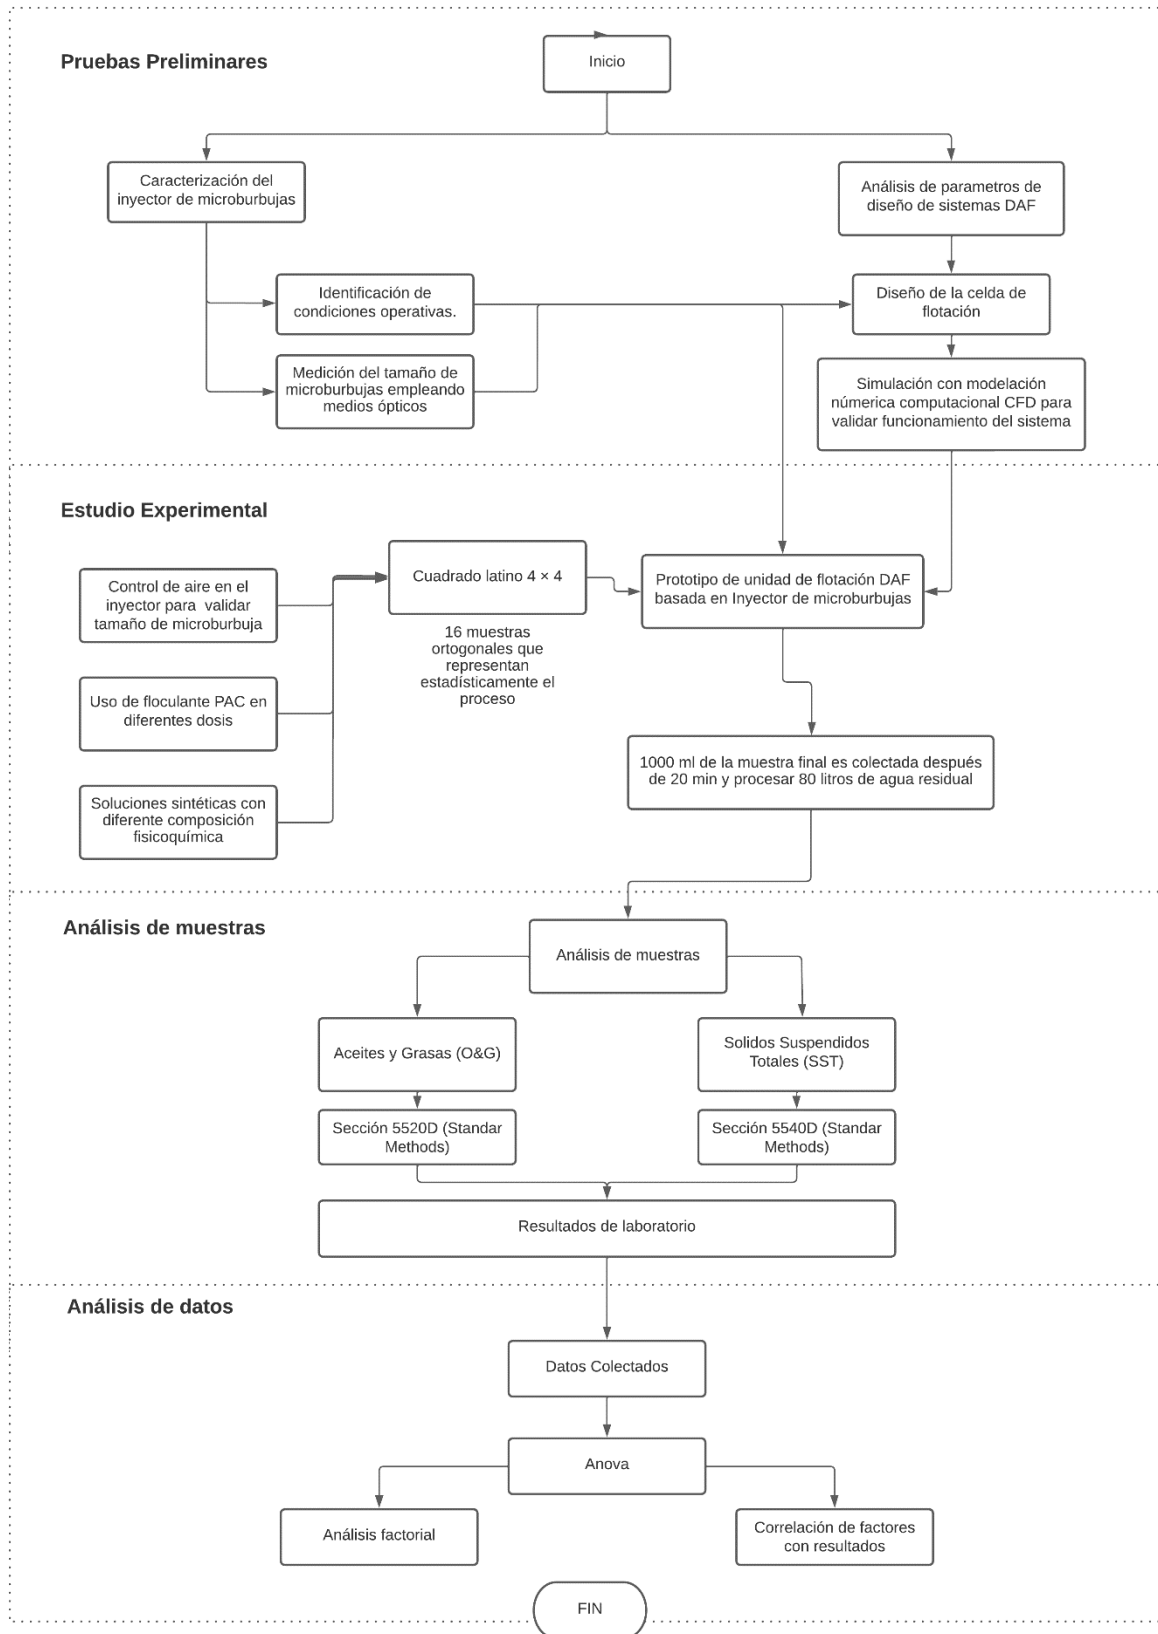 Pruebas Preliminares
Inicio
Caracterización del
inyector de microburbujas
Análisis de parametros de
diseño de sistemas DAF
Identificación de
condiciones operativas.
Diseño de la celda de
flotación
Medición del tamaño de
microburbujas empleando
medios ópticos
Simulación con modelación
númerica computacional CFD para
validar funcionamiento del sistema
Estudio Experimental
Control de aire en el
inyector para validar
tamaño de microburbuja
Cuadrado latino 4 × 4
Prototipo de unidad de flotación DAF
basada en Inyector de microburbujas
16 muestras
ortogonales que
representan
estadísticamente el
proceso
Uso de floculante PAC en
diferentes dosis
1000 ml de la muestra final es colectada después
de 20 min y procesar 80 litros de agua residual
Soluciones sintéticas con
diferente composición
fisicoquímica
Análisis de muestras
Análisis de muestras
Aceites y Grasas (O&G)
Solidos Suspendidos
Totales (SST)
Sección 5520D (Standar
Methods)
Sección 5540D (Standar
Methods)
Resultados de laboratorio
Análisis de datos
Datos Colectados
Anova
Análisis factorial
Correlación de factores
con resultados
FIN